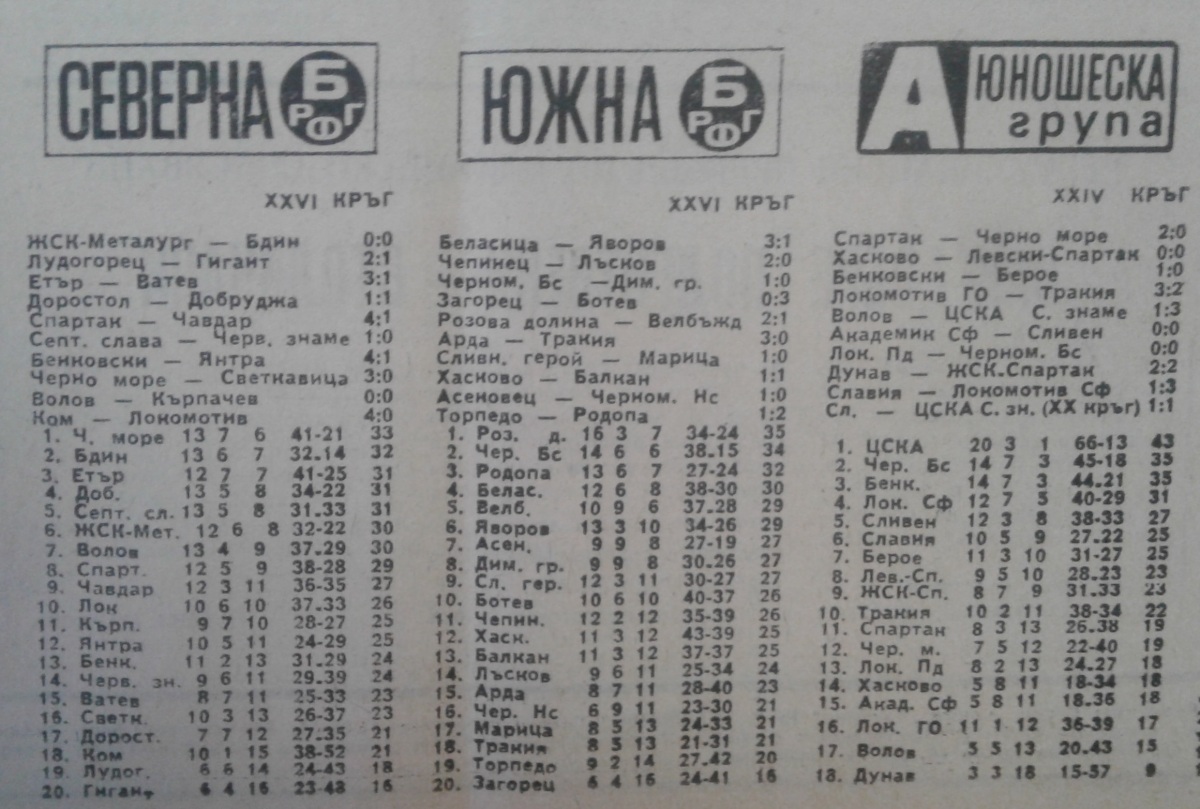 СЕВЕРНА Б РФГ
XXVI КРЪГ
ЖСК-Металург — Бдин 0:0
Лудогорец — Гигант 2:1
Етър — Ватев 3:1
Доростол — Добруджа 1:1
Спартак — Чавдар 4:1
Септ. слава — Черв. знаме 1:0
Бенковски — Янтра 4:1
Черно море — Светкавица 3:0
Волов — Кърпачев 0:0
Ком — Локомотив 4:0
1. Ч. море 13 7 6 41-21 33
2. Бдин 13 6 7 32-14 32
3. Етър 12 7 7 41-25 31
4. Доб. 13 5 8 34-22 31
5. Септ. сл. 13 5 8 31-33 31
6. ЖСК-Мет. 12 6 8 32-22 30
7. Волов 13 4 9 37-29 30
8. Спарт. 12 5 9 38-28 29
9. Чавдар 12 3 11 36-35 27
10. Лок 10 6 10 37-33 26
11. Кърп. 9 7 10 28-27 25
12. Янтра 10 5 11 24-29 25
13. Бенк. 11 2 13 31-29 24
14. Черв. зн. 9 6 11 29-39 24
15. Ватев 8 7 11 25-33 23
16. Светк. 10 3 13 26-37 23
17. Дорост. 7 7 12 27-35 21
18. Ком 10 1 15 38-52 21
19. Лудог. 6 6 14 24-43 18
20. Гигант 6 4 16 23-48 16
ЮЖНА Б РФГ
XXVI КРЪГ
Беласица — Яворов 3:1
Чепинец — Лъсков 2:0
Черном. Бс —Дим. гр. 1:0
Загорец — Ботев 0:3
Розова долина — Велбъжд 2:1
Арда — Тракия 3:0
Сливн. герой — Марица 1:0
Хасково — Балкан 1:1
Асеновец — Черном. Нс 1:0
Торпедо — Родопа 1:2
1. Роз. д. 16 3 7 34-24 35
2. Чер. Бс 14 6 6 38-15 34
3. Родопа 13 6 7 27-24 32
4. Белас. 12 6 8 38-30 30
5. Велб. 10 9 6 37-28 29
6. Яворов 13 3 10 34-26 29
7. Асен. 9 9 8 27-19 27
8. Дим. гр. 9 9 8 30-26 27
9. Сл. гер. 12 3 11 30-27 27
10. Ботев 10 6 10 40-37 26
11. Чепин. 12 2 12 35-39 26
12. Хаск. 11 3 12 43-39 25
13. Балкан 11 3 12 37-37 25
14. Лъсков 9 6 11 25-34 24
15. Арда 8 7 11 28-40 23
16. Чер. Нс 6 9 11 23-30 21
17. Марица 8 5 13 24-33 21
18. Тракия 8 5 13 21-31 21
19. Торпедо 9 2 14 27-42 20
20. Загорец 6 4 16 24-41 16
А ЮНОШЕСКА група
XXIV КРЪГ
Спартак — Черно море 2:0
Хасково — Левски-Спартак 0:0
Бенковски — Берое 1:0
Локомотив ГО — Тракия 3:2
Волов — ЦСКА С. знаме 1:3
Академик Сф — Сливен 0:0
Лок. Пд — Черном. Бс 0:0
Дунав — ЖСК-Спартак 2:2
Славия — Локомотив Сф 1:3
Сл. — ЦСКА С. зн. (XX кръг) 1:1
1. ЦСКА 20 3 1 66-13 43
2. Чер. Бс 14 7 3 45-18 35
3. Бенк. 14 7 3 44-21 35
4. Лок. Сф 12 7 5 40-29 31
5. Сливен 12 3 8 38-33 27
6. Славия 10 5 9 27-22 25
7. Берое 11 3 10 31-27 25
8. Лев.-Сп. 9 5 10 28-23 23
9. ЖСК-Сп. 8 7 9 31-33 23
10. Тракия 10 2 11 38-34 22
11. Спартак 8 3 13 26-38 19
12. Чер. м. 7 5 12 22-40 19
13. Лок. Пд 8 2 13 24-27 18
14. Хасково 5 8 11 18-34 18
15. Акад. Сф 5 8 11 18-36 18
16. Лок. ГО 11 1 12 36-39 17
17. Волов 5 5 13 20-43 15
18. Дунав 3 3 18 15-57 9